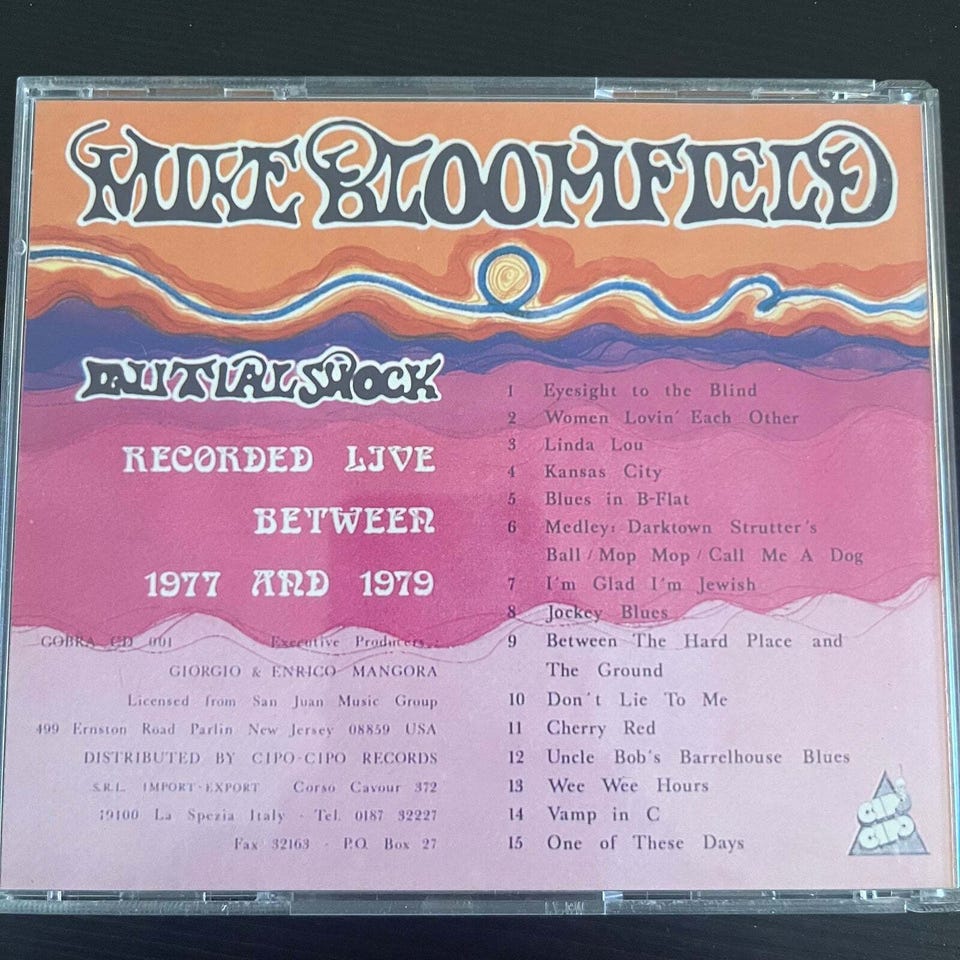 MIKE BLOOMFIELD
INITIAL SHOCK
RECORDED LIVE
BETWEEN
1977 AND 1979
COBRA CD 001 Executive Producers:
GIORGIO & ENRICO MANGORA
Licensed from San Juan Music Group
499 Ernston Road Parlin New Jersey 08859 USA
DISTRIBUTED BY CIPO-CIPO RECORDS
S.R.L. IMPORT-EXPORT Corso Cavour 372
19100 La Spezia Italy - Tel. 0187 32227
Fax 32163 - P.O. Box 27
1 Eyesight to the Blind
2 Women Lovin' Each Other
3 Linda Lou
4 Kansas City
5 Blues in B-Flat
6 Medley: Darktown Strutter's
Ball / Mop Mop / Call Me A Dog
7 I'm Glad I'm Jewish
8 Jockey Blues
9 Between The Hard Place and
The Ground
10 Don't Lie To Me
11 Cherry Red
12 Uncle Bob's Barrelhouse Blues
13 Wee Wee Hours
14 Vamp in C
15 One of These Days
CIPO
CIPO